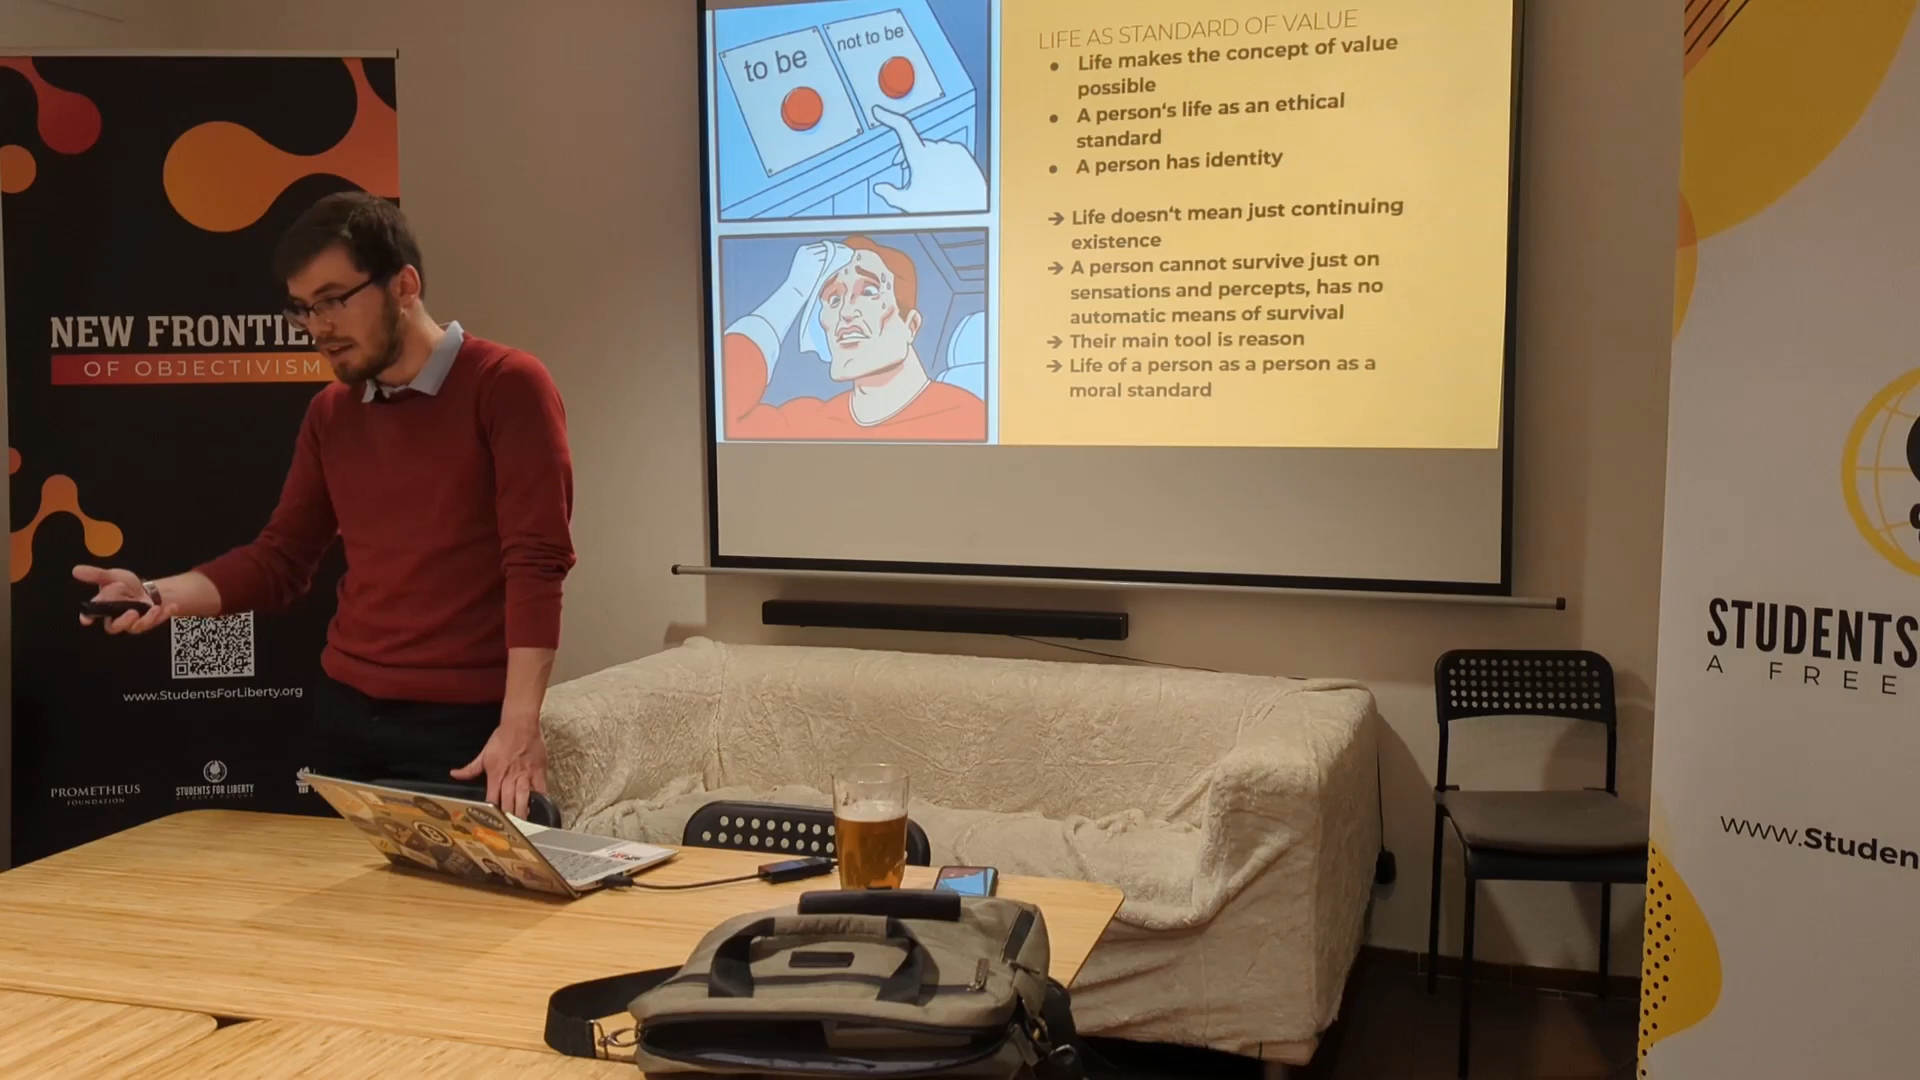 to be
not to be
LIFE AS STANDARD OF VALUE
● Life makes the concept of value
possible
● A person's life as an ethical
standard
● A person has identity
→ Life doesn't mean just continuing
existence
→ A person cannot survive just on
sensations and percepts, has no
automatic means of survival
→ Their main tool is reason
→ Life of a person as a person as a
moral standard
NEW FRONTIE
OF OBJECTIVISM
www.StudentsForLiberty.org
PROMETHEUS
FOUNDATION
STUDENTS FOR LIBERTY
A FREER FUTURE
STUDENTS
A FREE
www.Studen